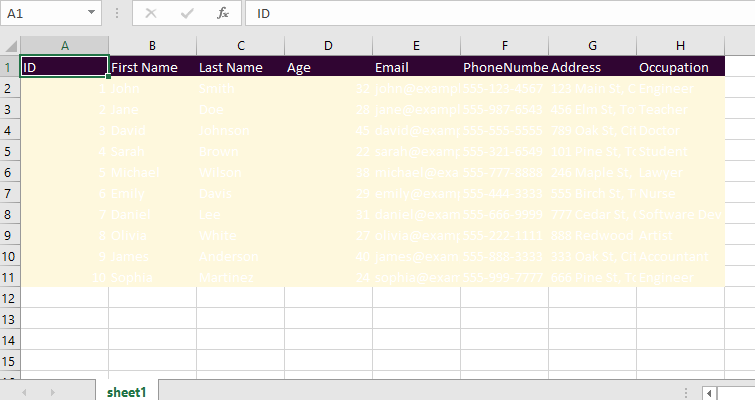 A1 fx ID
A B C D E F G H
1 ID First Name Last Name Age Email PhoneNumbe Address Occupation
2 1 John Smith 32 john@examp 555-123-4567 123 Main St, C Engineer
3 2 Jane Doe 28 jane@examp 555-987-6543 456 Elm St, To Teacher
4 3 David Johnson 45 david@exam 555-555-5555 789 Oak St, Cit Doctor
5 4 Sarah Brown 22 sarah@exam 555-321-6549 101 Pine St, T Student
6 5 Michael Wilson 38 michael@exa 555-777-8888 246 Maple St, Lawyer
7 6 Emily Davis 29 emily@exam 555-444-3333 555 Birch St, T Nurse
8 7 Daniel Lee 31 daniel@exam 555-666-9999 777 Cedar St, Software Dev
9 8 Olivia White 27 olivia@exam 555-222-1111 888 Redwood Artist
10 9 James Anderson 40 james@exam 555-888-3333 333 Oak St, Cit Accountant
11 10 Sophia Martinez 24 sophia@exam 555-999-7777 666 Pine St, T Engineer
12
13
14
15
sheet1